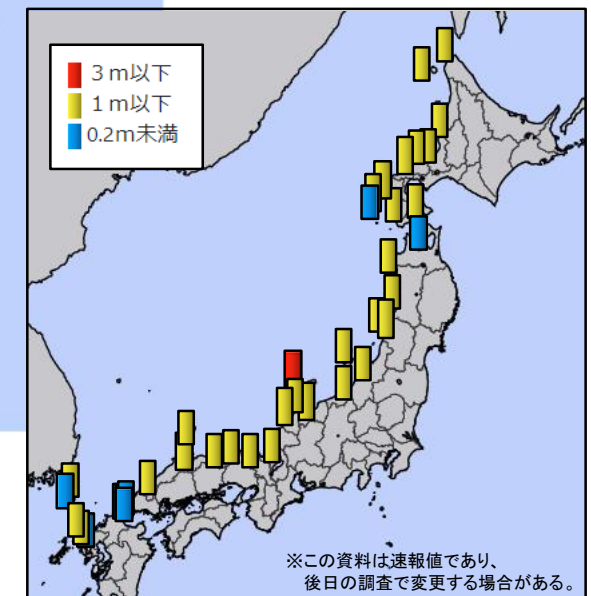 ３ｍ以下
１ｍ以下
0.2ｍ未満
※この資料は速報値であり、
後日の調査で変更する場合がある。